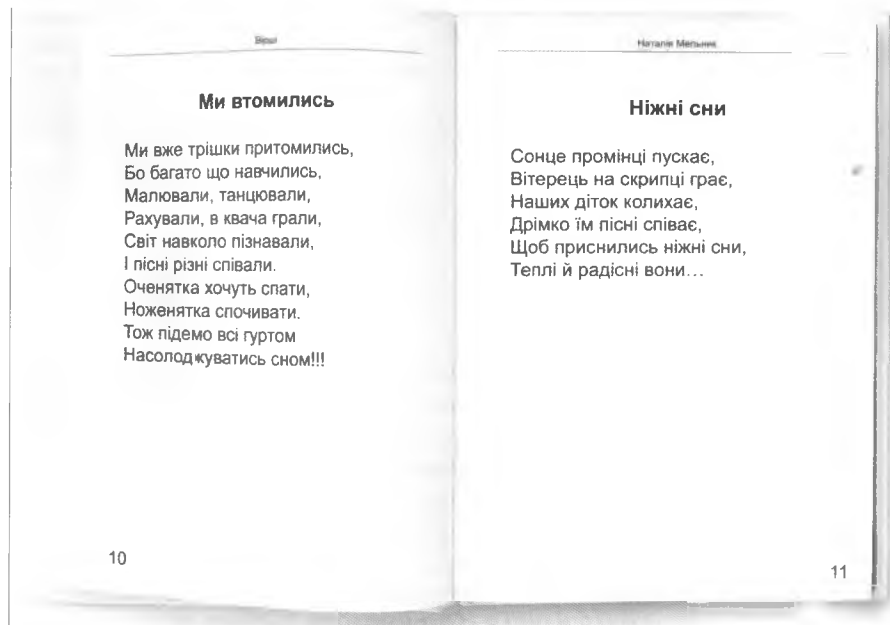 Вірші
Ми втомились
Ми вже трішки притомились,
Бо багато що навчились,
Малювали, танцювали,
Рахували, в квача грали,
Світ навколо пізнавали,
І пісні різні співали.
Оченятка хочуть спати,
Ноженятка спочивати.
Тож підемо всі гуртом
Насолоджуватись сном!!!
10
Наталія Мельник
Ніжні сни
Сонце промінці пускає,
Вітерець на скрипці грає,
Наших діток колихає,
Дрімко їм пісні співає,
Щоб приснились ніжні сни,
Теплі й радісні вони...
11